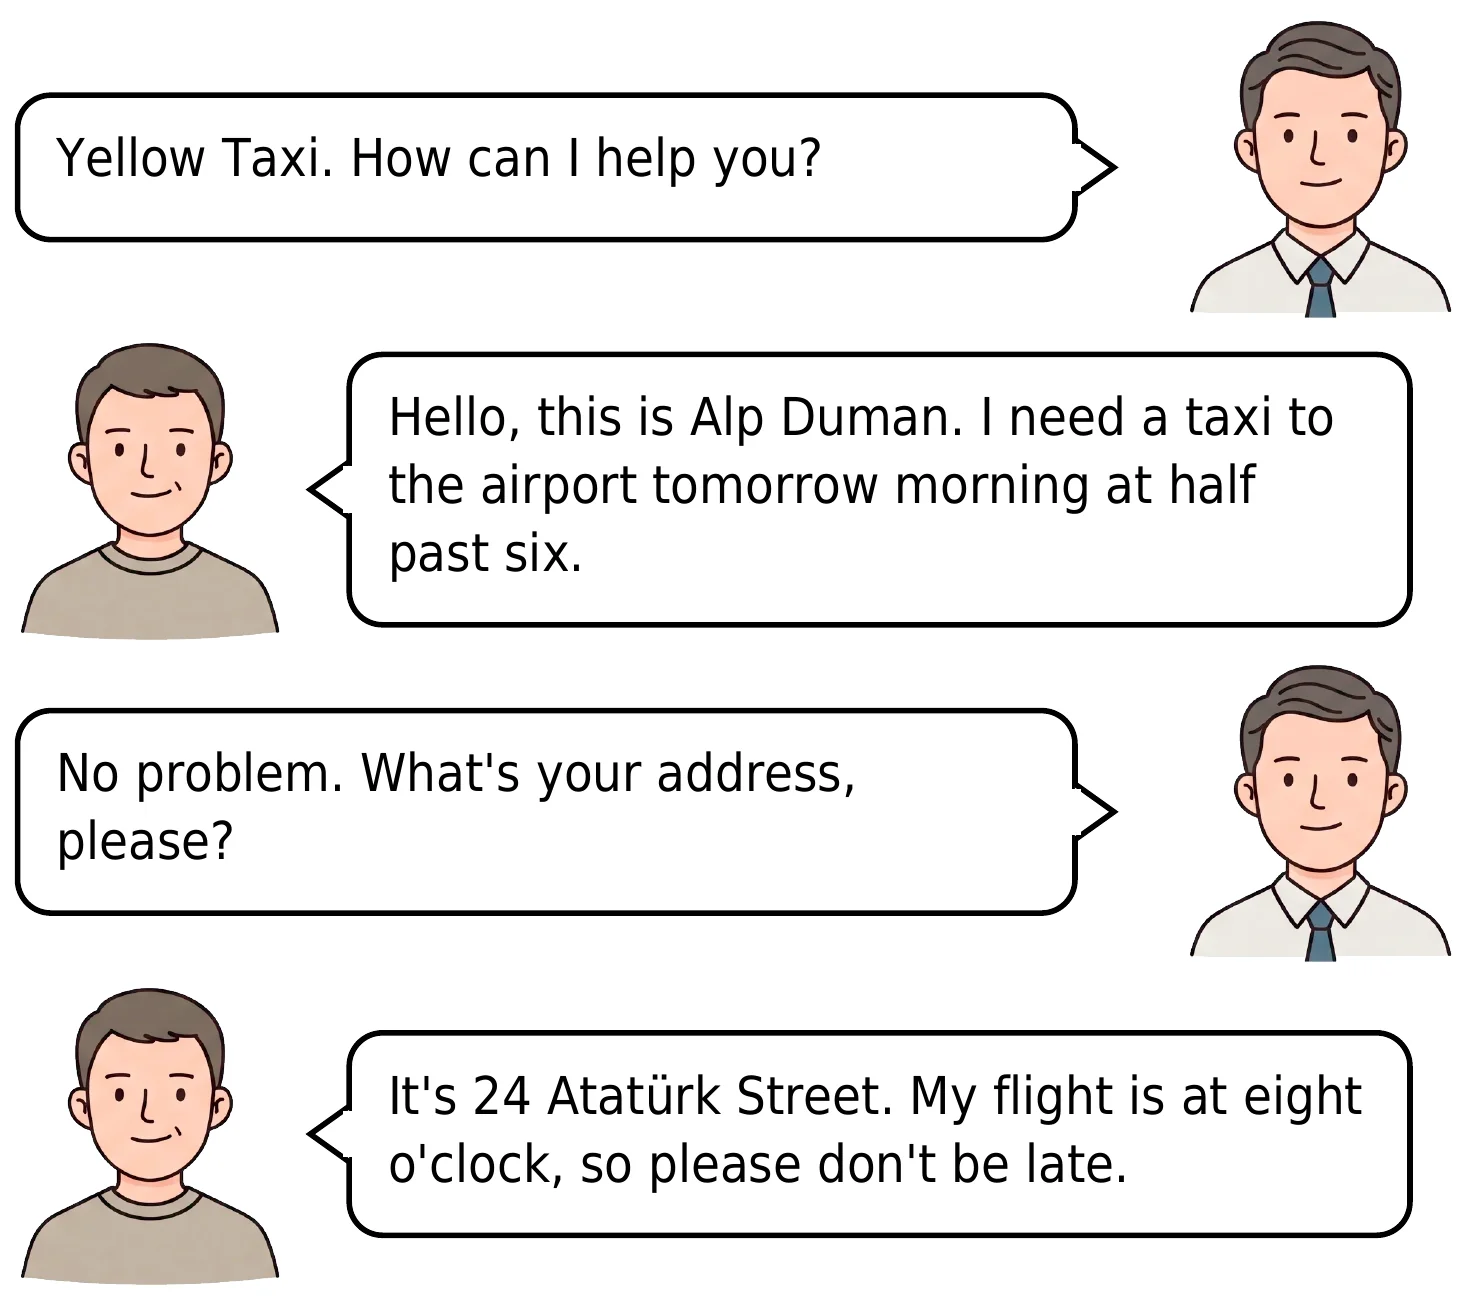 Yellow Taxi. How can I help you?
Hello, this is Alp Duman. I need a taxi to
the airport tomorrow morning at half
past six.
No problem. What's your address,
please?
It's 24 Atatürk Street. My flight is at eight
o'clock, so please don't be late.